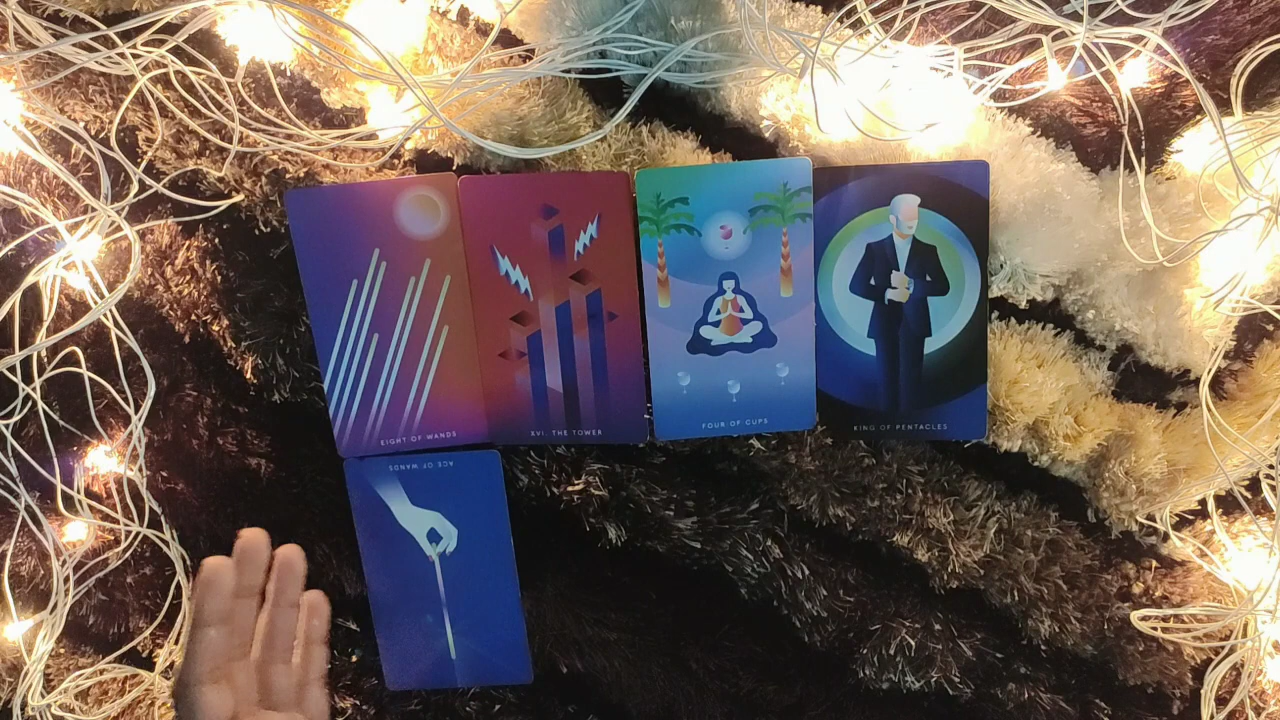 EIGHT OF WANDS
XVI. THE TOWER
FOUR OF CUPS
KING OF PENTACLES
ACE OF WANDS